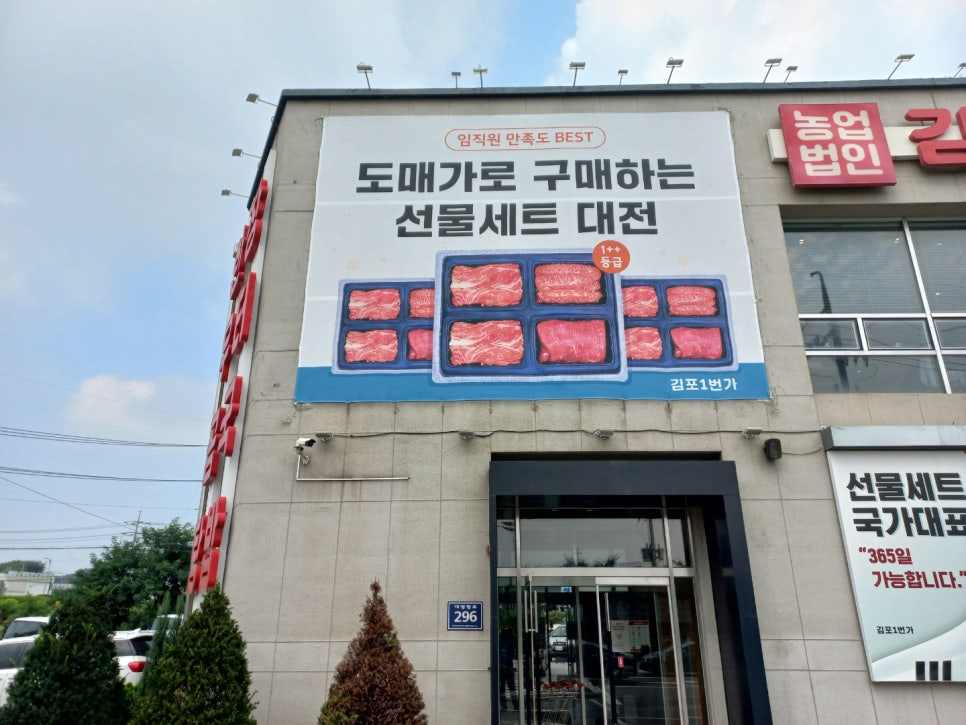 임직원 만족도 BEST
도매가로 구매하는
선물세트 대전
1++
등급
김포1번가
농업
법인
김
296
선물세트
국가대표
"365일
가능합니다."
김포1번가